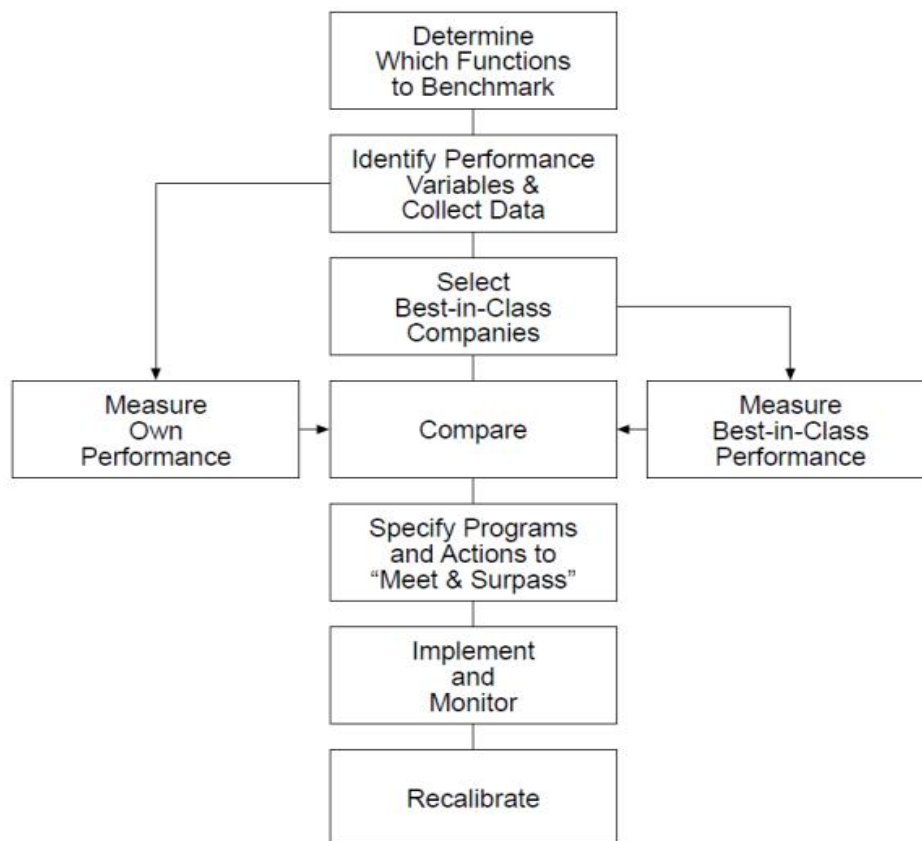 Determine
Which Functions
to Benchmark
Identify Performance
Variables &
Collect Data
Select
Best-in-Class
Companies
Measure
Own
Performance
Compare
Measure
Best-in-Class
Performance
Specify Programs
and Actions to
“Meet & Surpass”
Implement
and
Monitor
Recalibrate